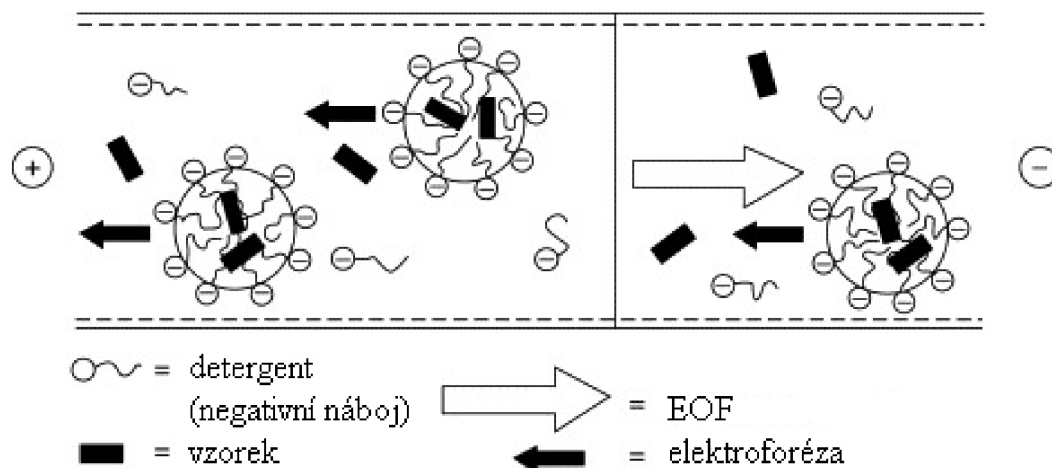 +
−
= detergent
(negativní náboj)
= EOF
= vzorek
= elektroforéza